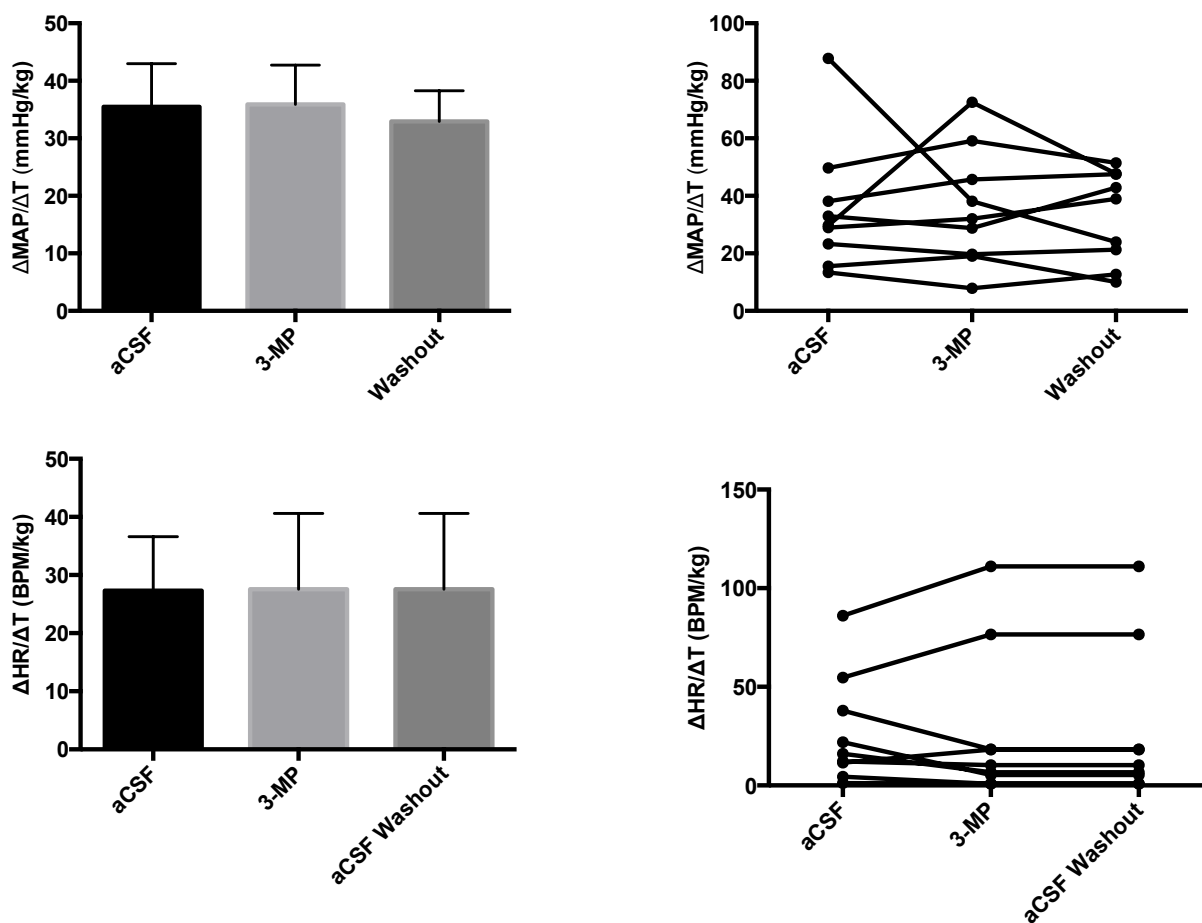 50
40
30
20
10
0
ΔMAP/ΔT (mmHg/kg)
aCSF
3-MP
Washout
100
80
60
40
20
0
ΔMAP/ΔT (mmHg/kg)
aCSF
3-MP
Washout
50
40
30
20
10
0
ΔHR/ΔT (BPM/kg)
aCSF
3-MP
aCSF Washout
150
100
50
0
ΔHR/ΔT (BPM/kg)
aCSF
3-MP
aCSF Washout